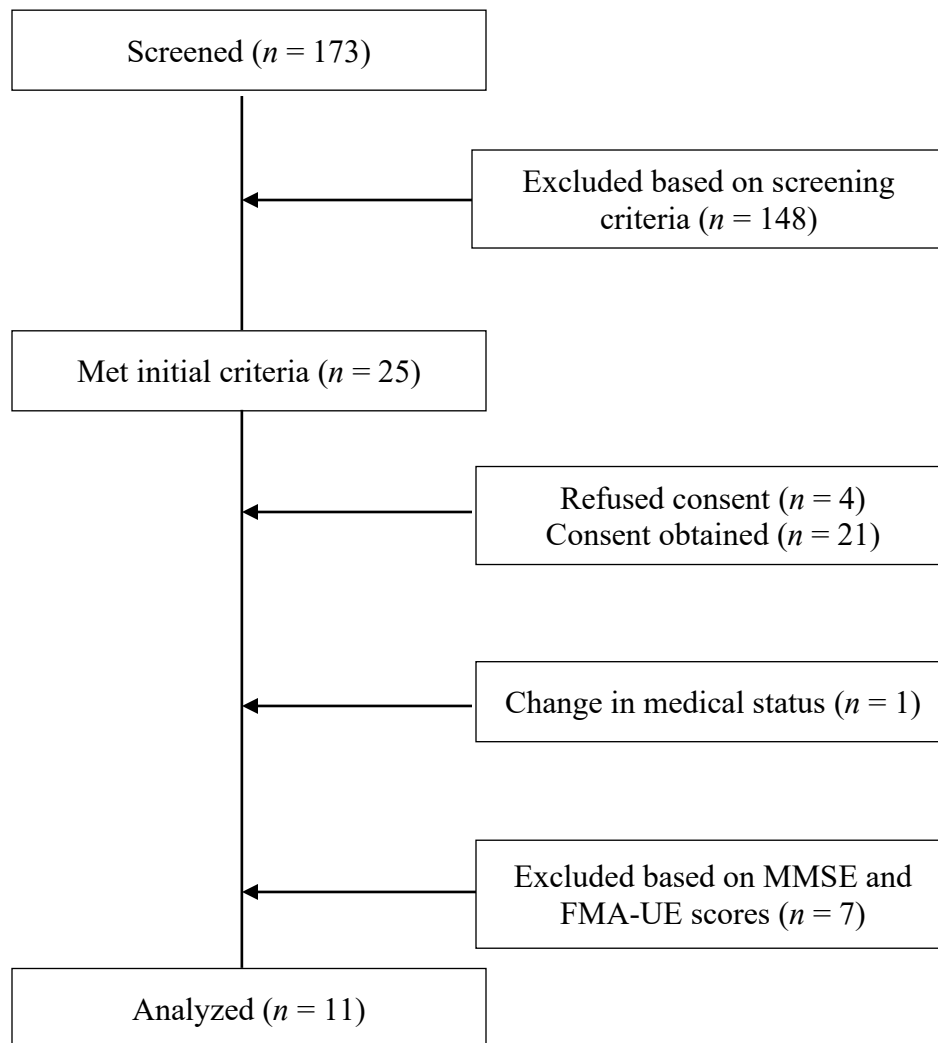 Screened (n = 173)
Excluded based on screening
criteria (n = 148)
Met initial criteria (n = 25)
Refused consent (n = 4)
Consent obtained (n = 21)
Change in medical status (n = 1)
Excluded based on MMSE and
FMA-UE scores (n = 7)
Analyzed (n = 11)